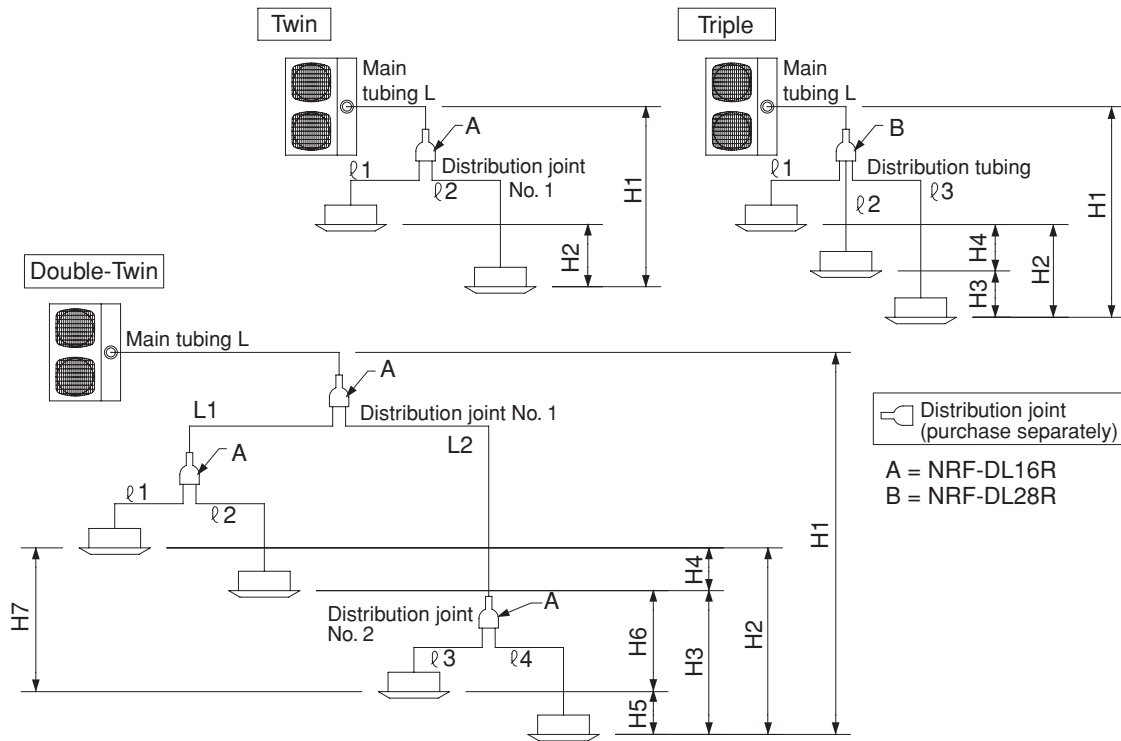 Twin
Main
tubing L
A
ℓ1
ℓ2
Distribution joint
No. 1
H2
H1
Triple
Main
tubing L
B
ℓ1
Distribution tubing
ℓ2
ℓ3
H4
H3
H2
H1
Double-Twin
Main tubing L
A
Distribution joint No. 1
L1
L2
A
ℓ1
ℓ2
H7
Distribution joint
No. 2
A
ℓ3
ℓ4
H4
H6
H5
H3
H2
H1
Distribution joint
(purchase separately)
A = NRF-DL16R
B = NRF-DL28R